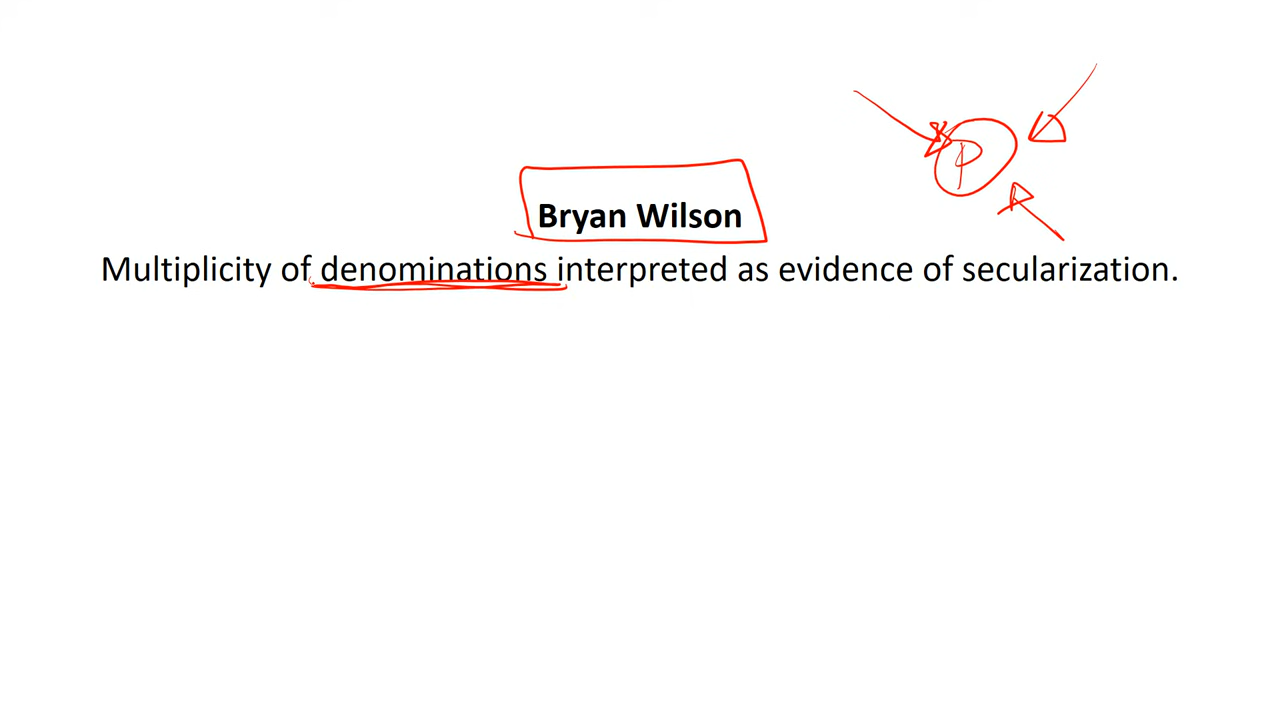 P
Bryan Wilson
Multiplicity of denominations interpreted as evidence of secularization.